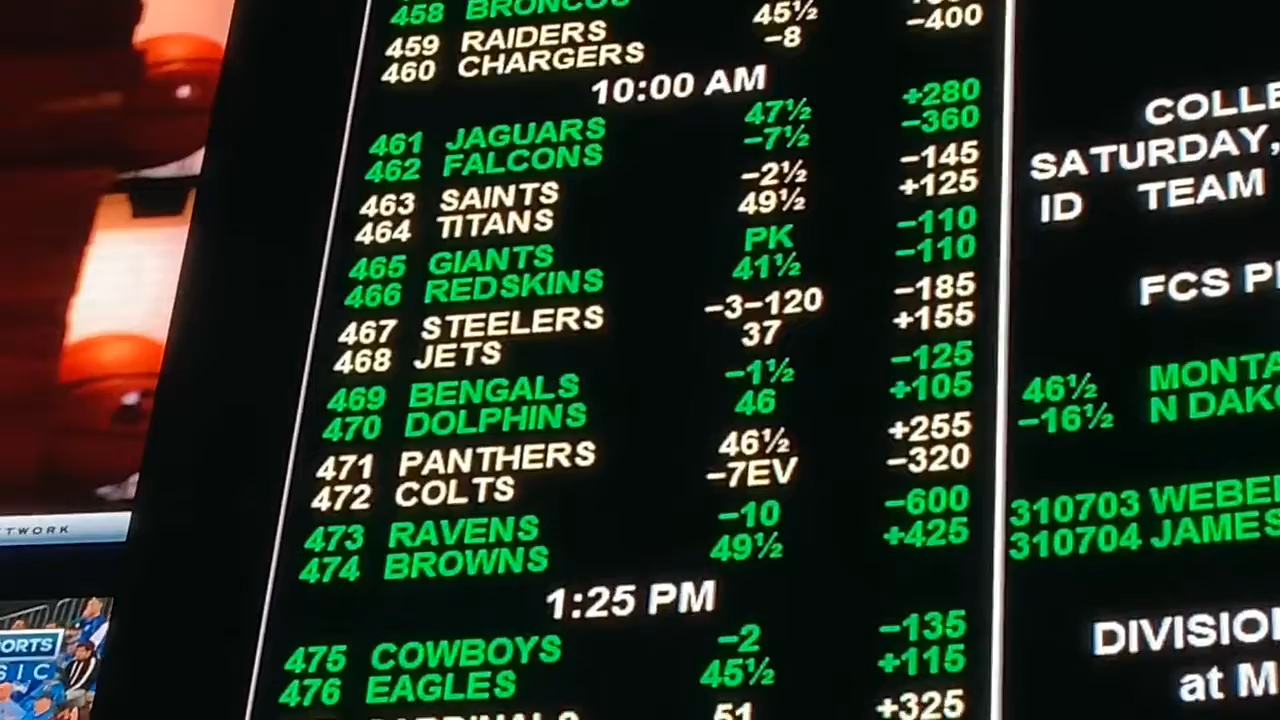 458 BRONCOS
459 RAIDERS 45½ −400
460 CHARGERS −8
10:00 AM
461 JAGUARS 47½ +280
462 FALCONS −7½ −360
463 SAINTS −2½ −145
464 TITANS 49½ +125
465 GIANTS PK −110
466 REDSKINS 41½ −110
467 STEELERS −3−120 −185
468 JETS 37 +155
469 BENGALS −1½ −125
470 DOLPHINS 46 +105
471 PANTHERS 46½ +255
472 COLTS −7EV −320
473 RAVENS −10 −600
474 BROWNS 49½ +425
1:25 PM
475 COWBOYS −2 −135
476 EAGLES 45½ +115
CARDINALS 51 +325
COLLE
SATURDAY,
ID TEAM
FCS P
46½ MONTA
−16½ N DAKO
310703 WEBE
310704 JAMES
DIVISIO
at M
TWORK
ORTS
SIC